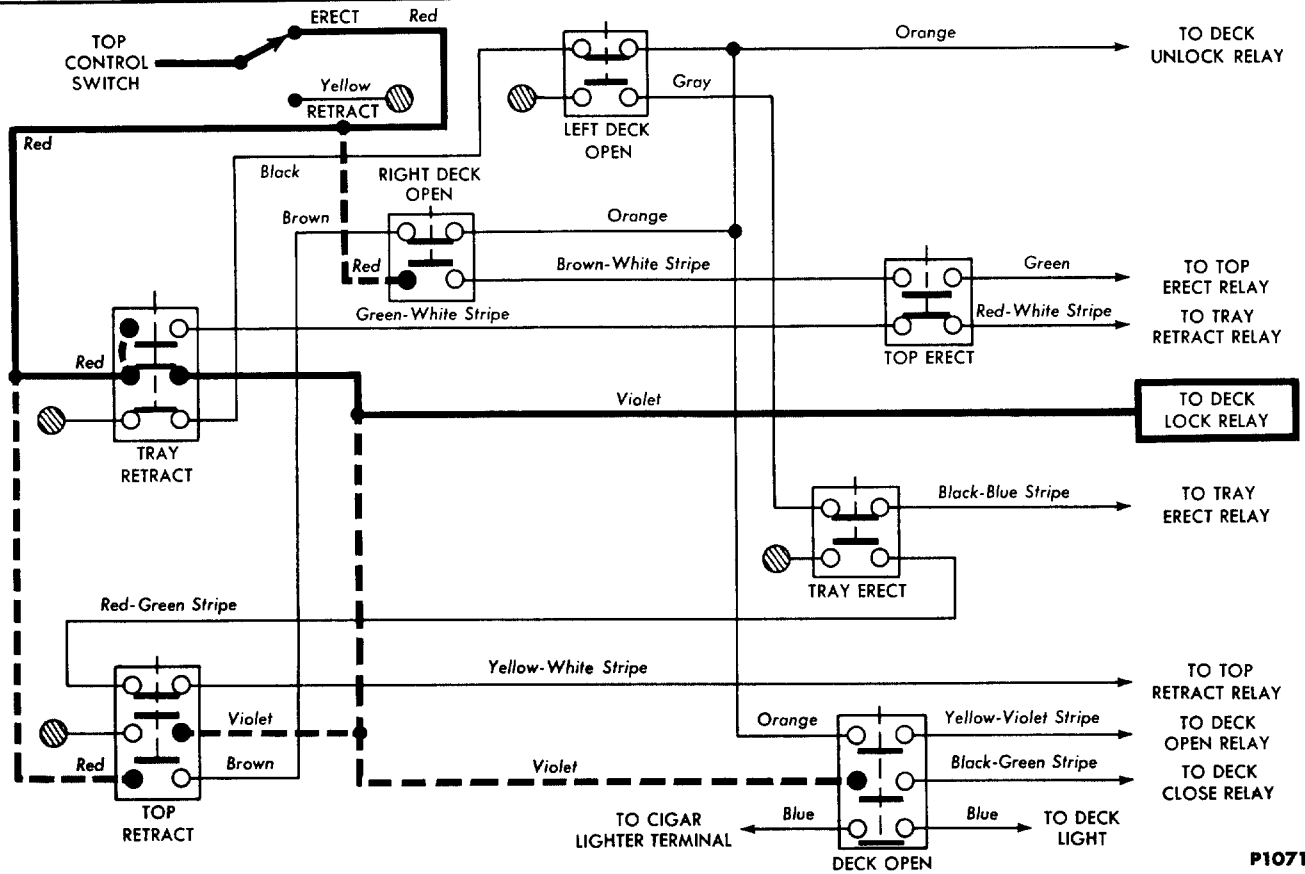 ERECT
Red
TOP
CONTROL
SWITCH
Yellow
RETRACT
Orange
TO DECK
UNLOCK RELAY
Gray
LEFT DECK
OPEN
Red
Black
RIGHT DECK
OPEN
Brown
Orange
Red
Brown-White Stripe
Green
TO TOP
ERECT RELAY
Green-White Stripe
Red-White Stripe
TO TRAY
RETRACT RELAY
TOP ERECT
Red
Violet
TO DECK
LOCK RELAY
TRAY
RETRACT
Black-Blue Stripe
TO TRAY
ERECT RELAY
TRAY ERECT
Red-Green Stripe
Yellow-White Stripe
TO TOP
RETRACT RELAY
Violet
Orange
Yellow-Violet Stripe
TO DECK
OPEN RELAY
Red
Brown
Violet
Black-Green Stripe
TO DECK
CLOSE RELAY
TOP
RETRACT
TO CIGAR
LIGHTER TERMINAL
Blue
Blue
TO DECK
LIGHT
DECK OPEN
P1071